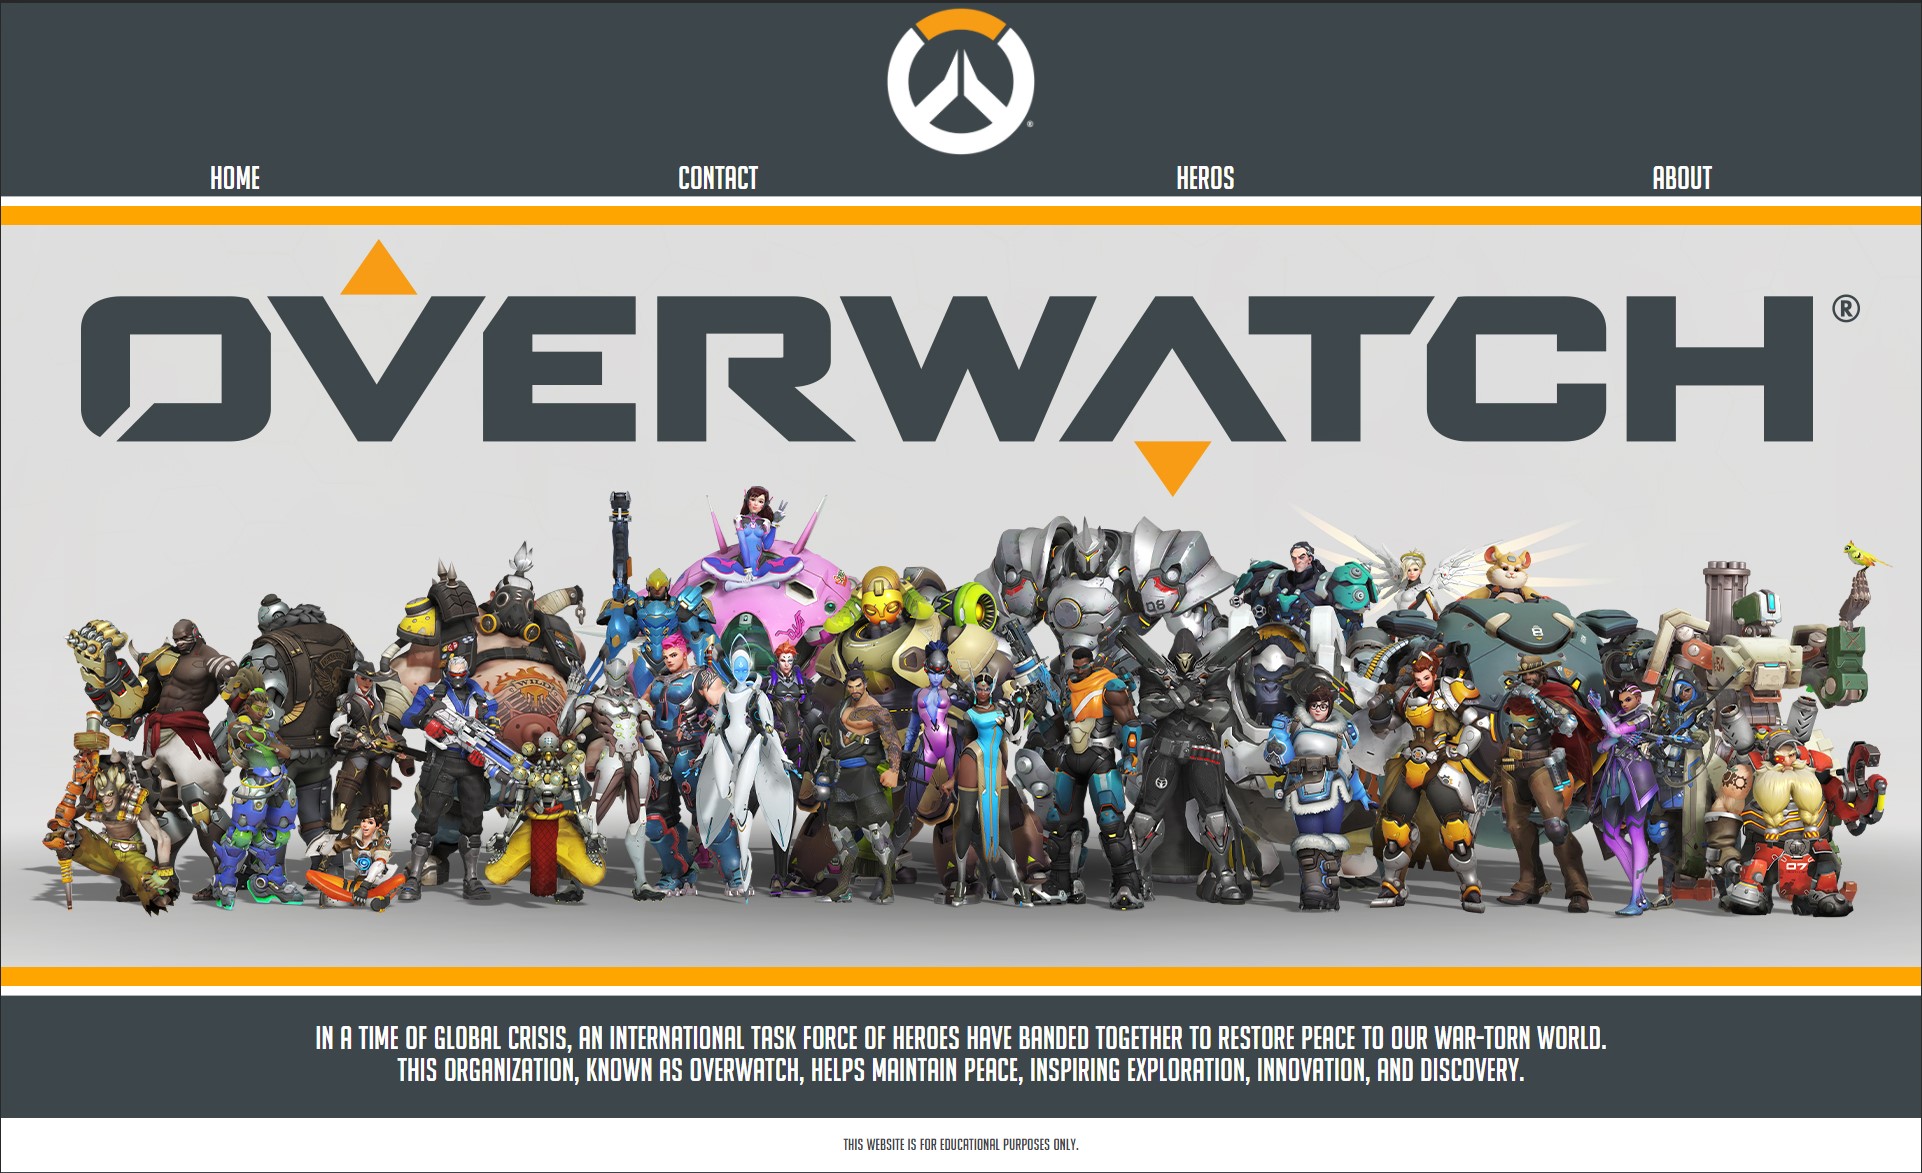 HOME CONTACT HEROS ABOUT
OVERWATCH ®
IN A TIME OF GLOBAL CRISIS, AN INTERNATIONAL TASK FORCE OF HEROES HAVE BANDED TOGETHER TO RESTORE PEACE TO OUR WAR-TORN WORLD.
THIS ORGANIZATION, KNOWN AS OVERWATCH, HELPS MAINTAIN PEACE, INSPIRING EXPLORATION, INNOVATION, AND DISCOVERY.
THIS WEBSITE IS FOR EDUCATIONAL PURPOSES ONLY.